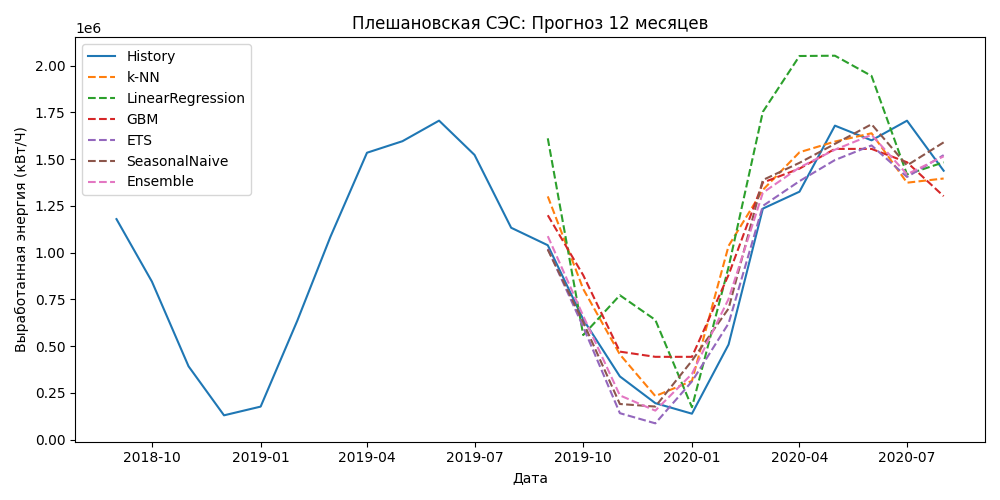 Плешановская СЭС: Прогноз 12 месяцев
1e6
History
k-NN
LinearRegression
GBM
ETS
SeasonalNaive
Ensemble
Выработанная энергия (кВт/Ч)
2.00
1.75
1.50
1.25
1.00
0.75
0.50
0.25
0.00
2018-10 2019-01 2019-04 2019-07 2019-10 2020-01 2020-04 2020-07
Дата